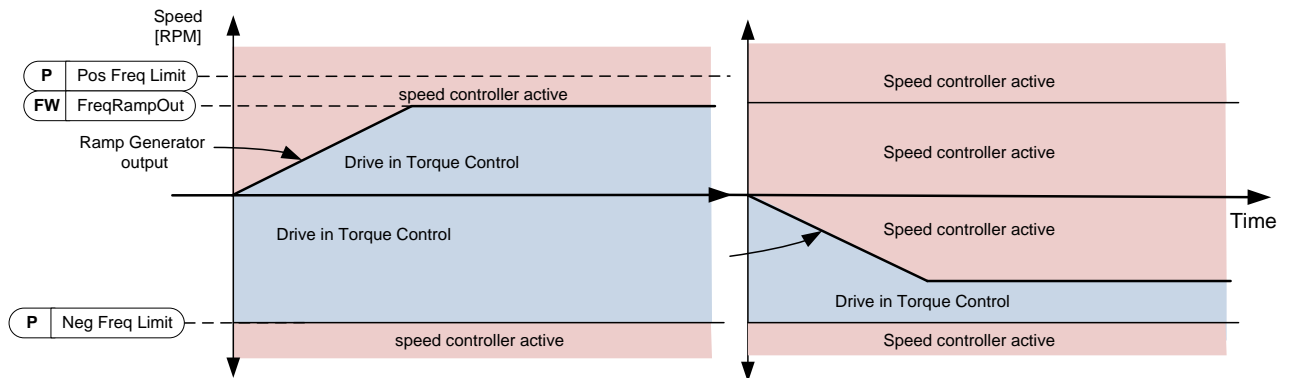 Speed
[RPM]
P Pos Freq Limit
FW FreqRampOut
Ramp Generator
output
P Neg Freq Limit
speed controller active
Drive in Torque Control
Drive in Torque Control
speed controller active
Speed controller active
Speed controller active
Speed controller active
Drive in Torque Control
Speed controller active
Time